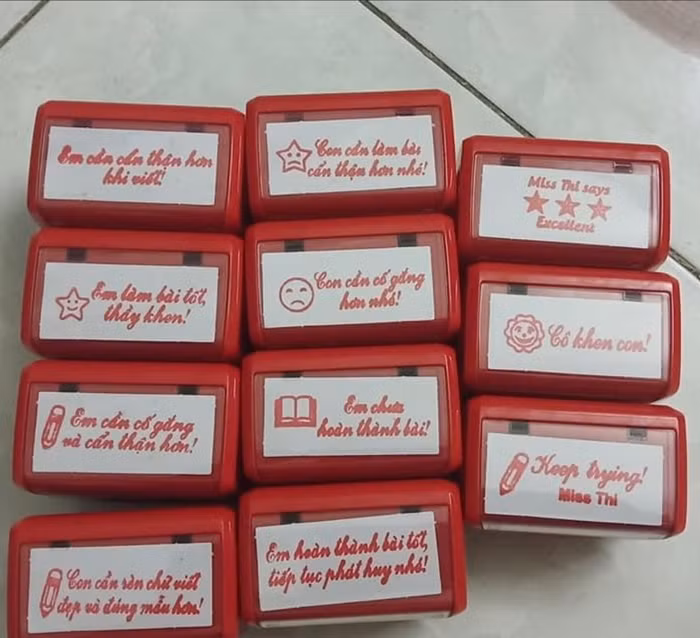 Em cần cẩn thận hơn
khi viết!
Em làm bài tốt,
thầy khen!
Em cần cố gắng
và cẩn thận hơn!
Con cần rèn chữ viết
đẹp và đúng mẫu hơn!
Con cần làm bài
cẩn thận hơn nhé!
Con cần cố gắng
hơn nhé!
Em chưa
hoàn thành bài!
Em hoàn thành bài tốt,
tiếp tục phát huy nhé!
Miss Thi says
Excellent
Cô khen con!
Keep trying!
Miss Thi